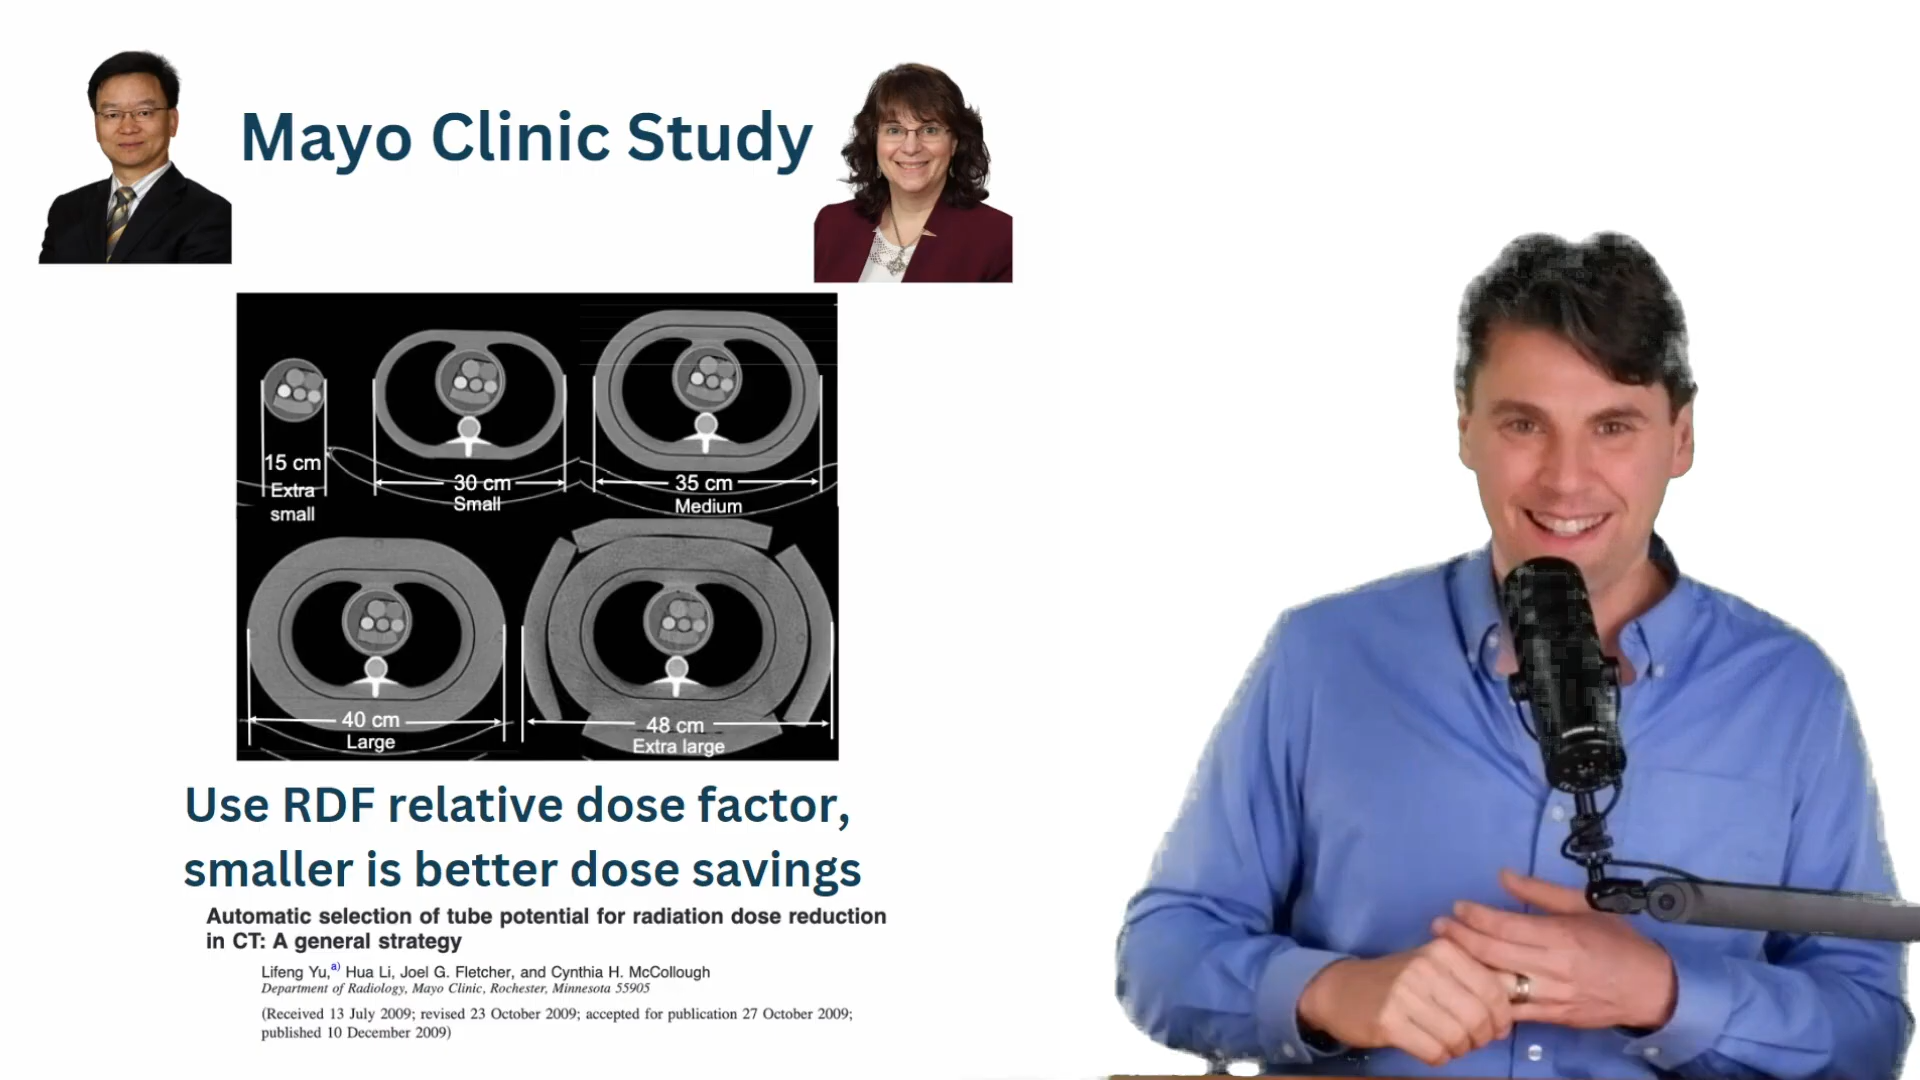 Mayo Clinic Study
15 cm
Extra
small
30 cm
Small
35 cm
Medium
40 cm
Large
48 cm
Extra large
Use RDF relative dose factor,
smaller is better dose savings
Automatic selection of tube potential for radiation dose reduction
in CT: A general strategy
Lifeng Yu,a) Hua Li, Joel G. Fletcher, and Cynthia H. McCollough
Department of Radiology, Mayo Clinic, Rochester, Minnesota 55905
(Received 13 July 2009; revised 23 October 2009; accepted for publication 27 October 2009;
published 10 December 2009)